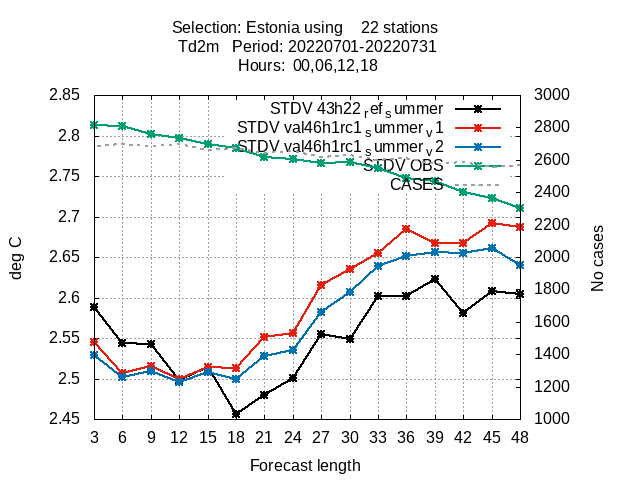 Selection: Estonia using    22 stations
Td2m   Period: 20220701-20220731
Hours:  00,06,12,18
2.85 3000
STDV 43h22ref_summer
2.8 2800
STDV val46h1rc1summerv1
STDV val46h1rc1summerv2
STDV OBS
2.75 2600
CASES
2400
2.7 2200
2.65 2000
2.6 1800
2.55 1600
2.5 1400
1200
2.45 1000
deg C
No cases
3 6 9 12 15 18 21 24 27 30 33 36 39 42 45 48
Forecast length